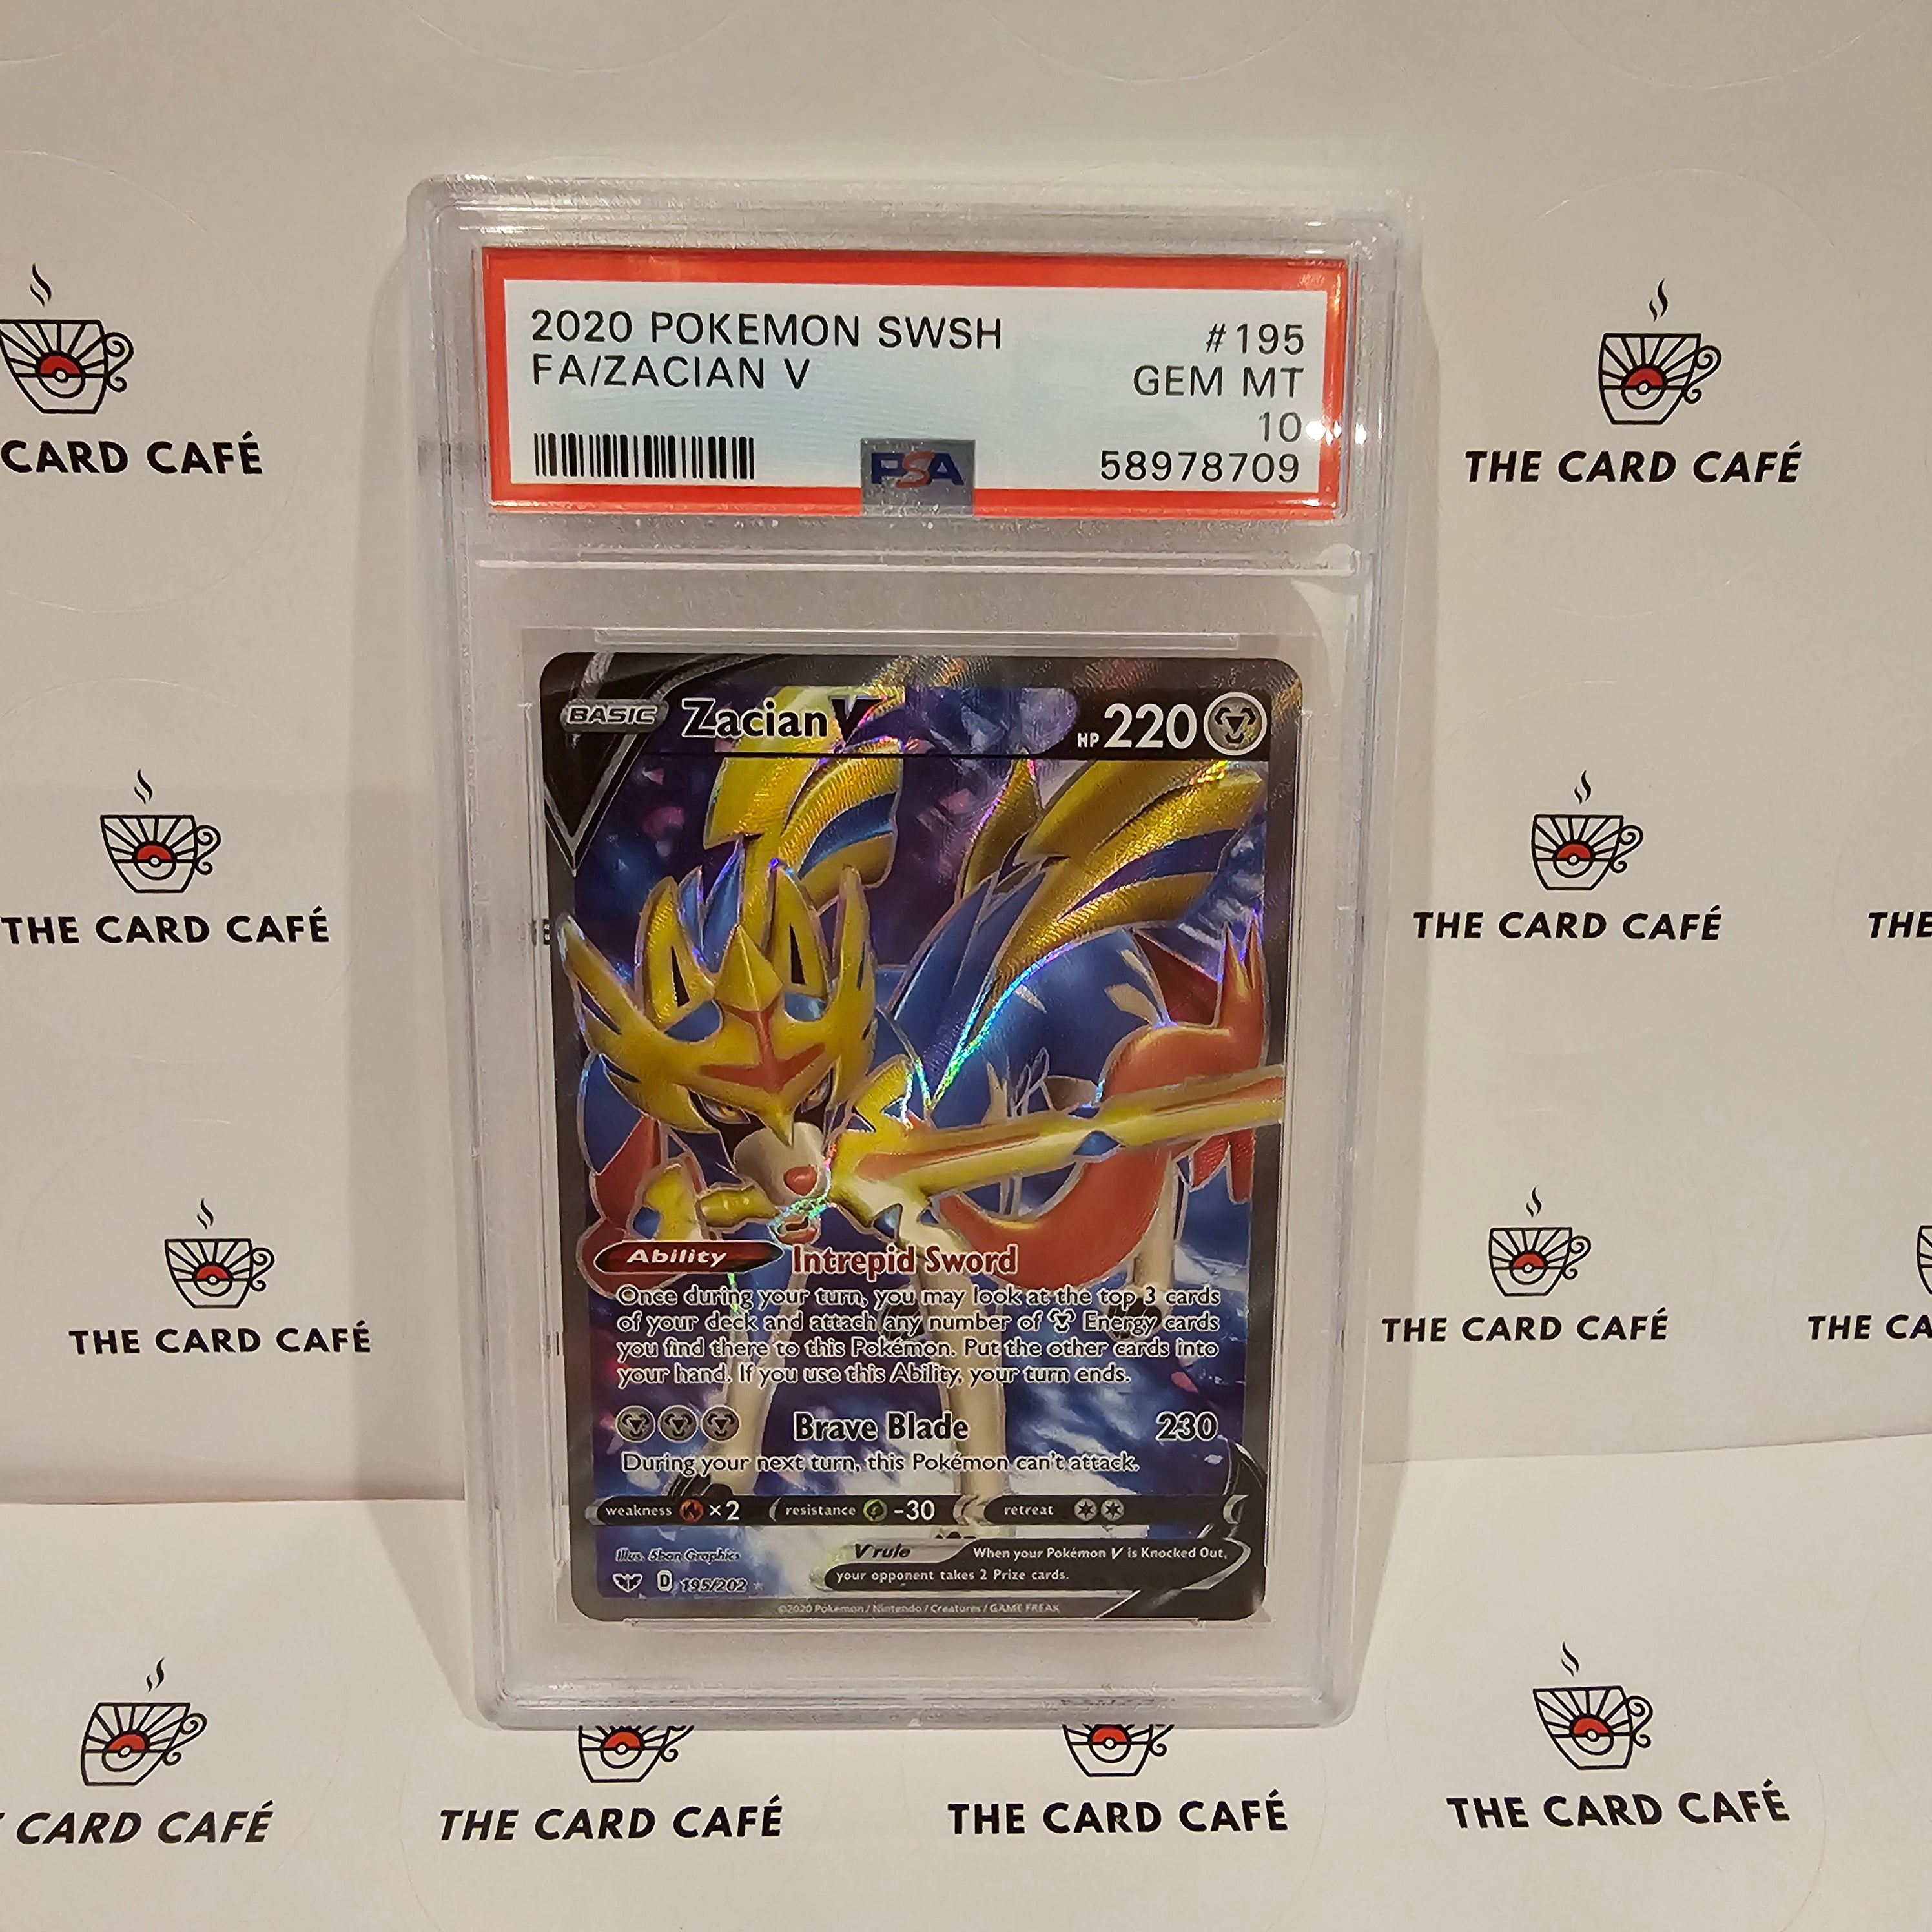 2020 POKEMON SWSH
#195
FA/ZACIAN V
GEM MT
10
PSA
58978709
CARD CAFÉ
THE CARD CAFÉ
BASIC
Zacian V
HP 220
THE CARD CAFÉ
THE CARD CAFÉ
THE
Ability Intrepid Sword
Once during your turn, you may look at the top 3 cards
of your deck and attach any number of Energy cards
you find there to this Pokémon. Put the other cards into
your hand. If you use this Ability, your turn ends.
THE CARD CAFÉ
THE CARD CAFÉ
THE CA
Brave Blade 230
During your next turn, this Pokémon can't attack.
weakness ×2 resistance -30 retreat
Illus. 5ban Graphics
V rule When your Pokémon V is Knocked Out,
your opponent takes 2 Prize cards.
D 195/202
©2020 Pokémon / Nintendo / Creatures / GAME FREAK
CARD CAFÉ
THE CARD CAFÉ
THE CARD CAFÉ
THE CARD CAFÉ